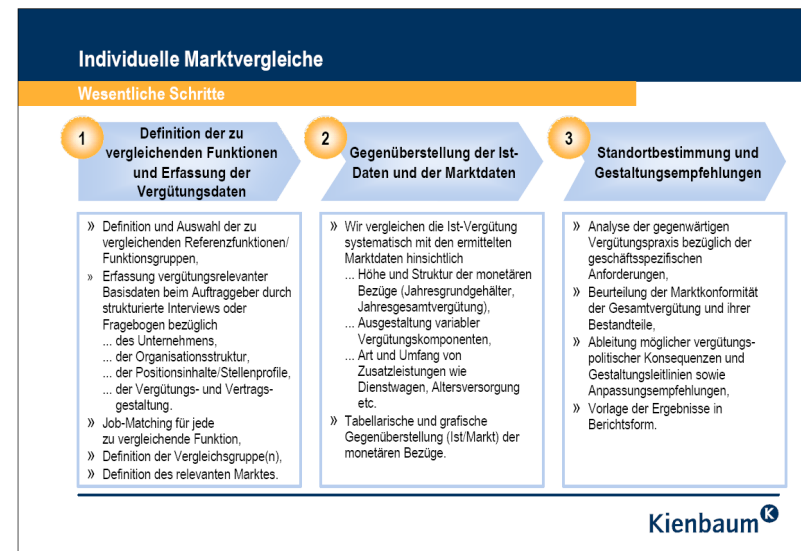 Individuelle Marktvergleiche
Wesentliche Schritte
1
Definition der zu
vergleichenden Funktionen
und Erfassung der
Vergütungsdaten
» Definition und Auswahl der zu
vergleichenden Referenzfunktionen/
Funktionsgruppen,
» Erfassung vergütungsrelevanter
Basisdaten beim Auftraggeber durch
strukturierte Interviews oder
Fragebogen bezüglich
... des Unternehmens,
... der Organisationsstruktur,
... der Positionsinhalte/Stellenprofile,
... der Vergütungs- und Vertrags-
gestaltung.
» Job-Matching für jede
zu vergleichende Funktion,
» Definition der Vergleichsgruppe(n),
» Definition des relevanten Marktes.
2
Gegenüberstellung der Ist-
Daten und der Marktdaten
» Wir vergleichen die Ist-Vergütung
systematisch mit den ermittelten
Marktdaten hinsichtlich
... Höhe und Struktur der monetären
Bezüge (Jahresgrundgehälter,
Jahresgesamtvergütung),
... Ausgestaltung variabler
Vergütungskomponenten,
... Art und Umfang von
Zusatzleistungen wie
Dienstwagen, Altersversorgung
etc.
» Tabellarische und grafische
Gegenüberstellung (Ist/Markt) der
monetären Bezüge.
3
Standortbestimmung und
Gestaltungsempfehlungen
» Analyse der gegenwärtigen
Vergütungspraxis bezüglich der
geschäftsspezifischen
Anforderungen,
» Beurteilung der Marktkonformität
der Gesamtvergütung und ihrer
Bestandteile,
» Ableitung möglicher vergütungs-
politischer Konsequenzen und
Gestaltungsleitlinien sowie
Anpassungsempfehlungen,
» Vorlage der Ergebnisse in
Berichtsform.
Kienbaum K